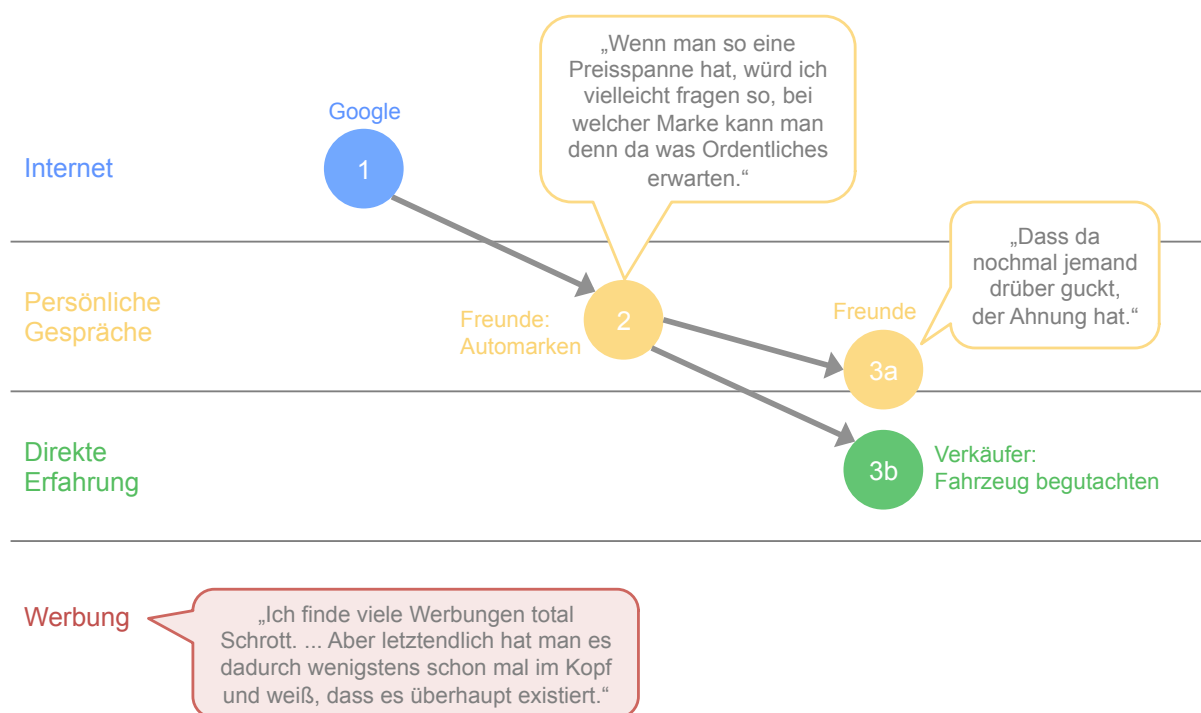 „Wenn man so eine
Preisspanne hat, würd ich
vielleicht fragen so, bei
welcher Marke kann man
denn da was Ordentliches
erwarten.“
Google
Internet
1
„Dass da
nochmal jemand
drüber guckt,
der Ahnung hat.“
Persönliche
Gespräche
Freunde:
Automarken
2
Freunde
3a
Direkte
Erfahrung
3b
Verkäufer:
Fahrzeug begutachten
Werbung
„Ich finde viele Werbungen total
Schrott. ... Aber letztendlich hat man es
dadurch wenigstens schon mal im Kopf
und weiß, dass es überhaupt existiert.“